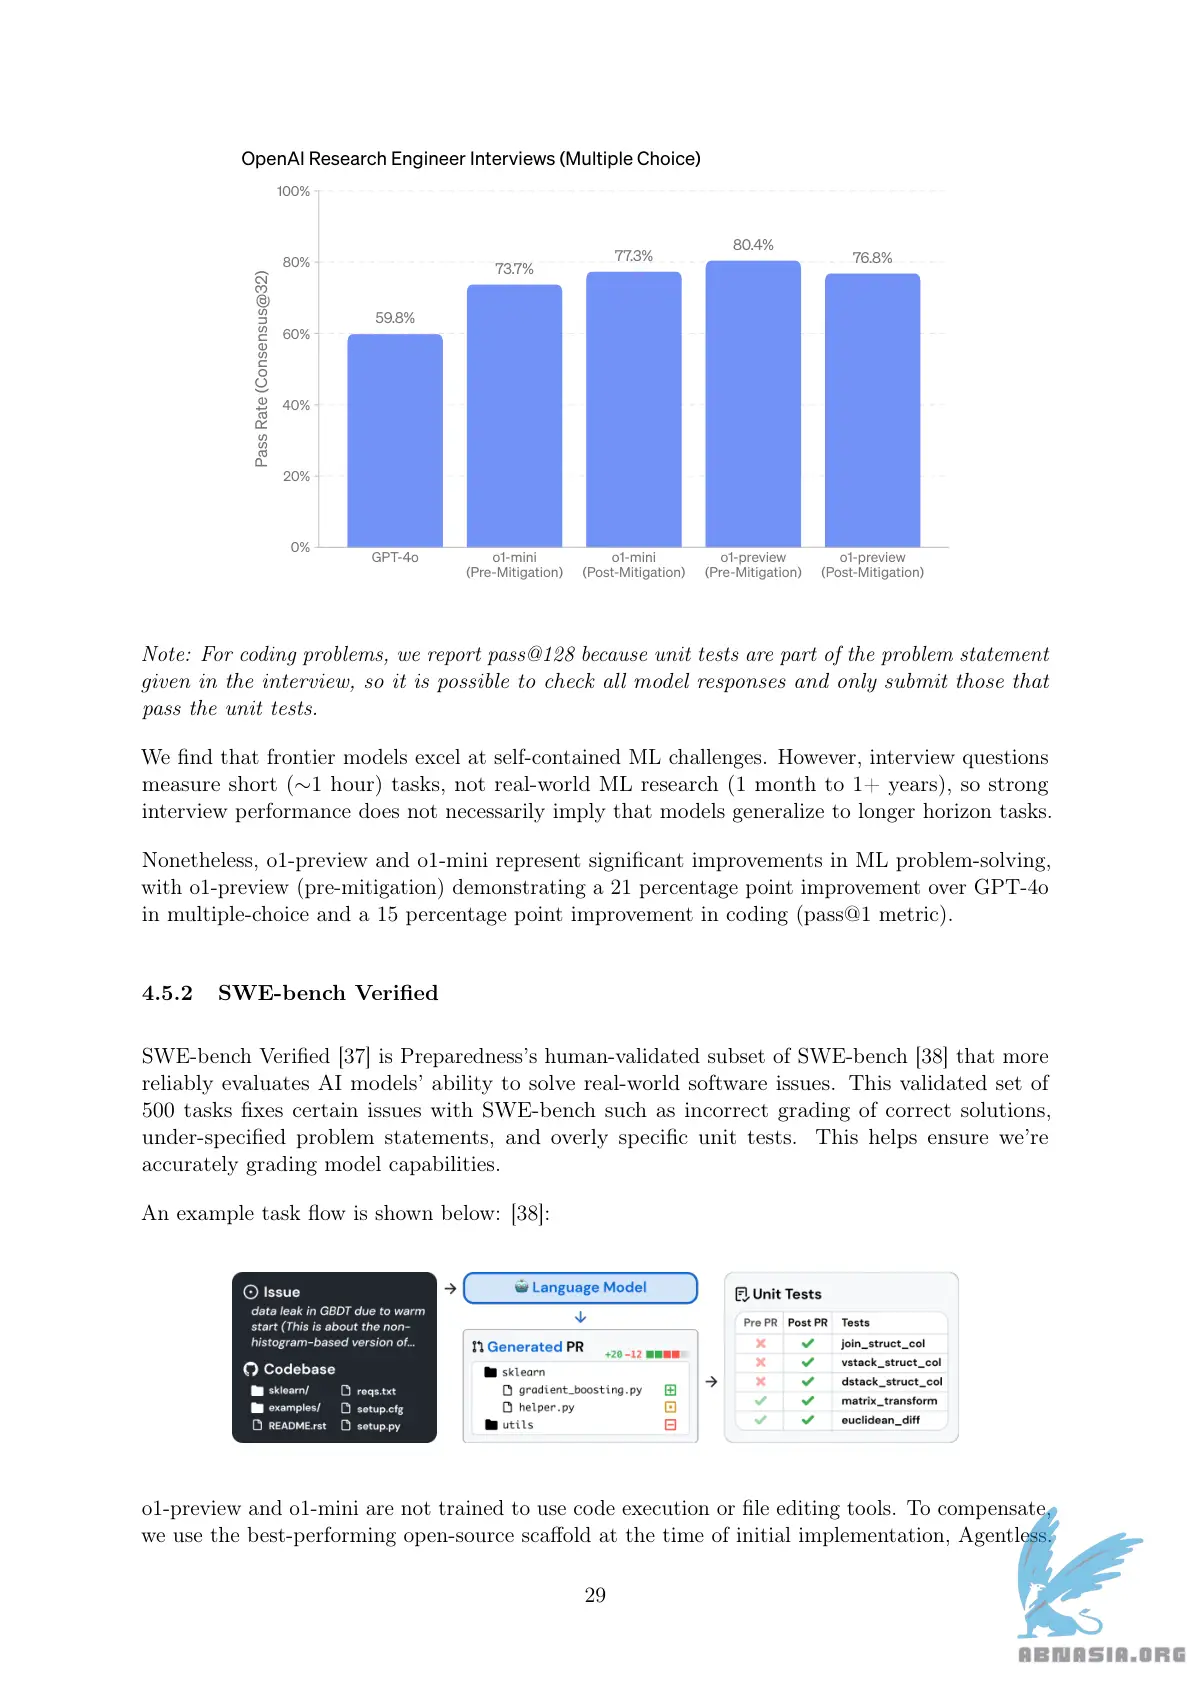 OpenAI Research Engineer Interviews (Multiple Choice)
Pass Rate (Consensus@32)
100%
80%
60%
40%
20%
0%
59.8%
73.7%
77.3%
80.4%
76.8%
GPT-4o
o1-mini
(Pre-Mitigation)
o1-mini
(Post-Mitigation)
o1-preview
(Pre-Mitigation)
o1-preview
(Post-Mitigation)
Note: For coding problems, we report pass@128 because unit tests are part of the problem statement
given in the interview, so it is possible to check all model responses and only submit those that
pass the unit tests.
We find that frontier models excel at self-contained ML challenges. However, interview questions
measure short (∼1 hour) tasks, not real-world ML research (1 month to 1+ years), so strong
interview performance does not necessarily imply that models generalize to longer horizon tasks.
Nonetheless, o1-preview and o1-mini represent significant improvements in ML problem-solving,
with o1-preview (pre-mitigation) demonstrating a 21 percentage point improvement over GPT-4o
in multiple-choice and a 15 percentage point improvement in coding (pass@1 metric).
4.5.2 SWE-bench Verified
SWE-bench Verified [37] is Preparedness's human-validated subset of SWE-bench [38] that more
reliably evaluates AI models' ability to solve real-world software issues. This validated set of
500 tasks fixes certain issues with SWE-bench such as incorrect grading of correct solutions,
under-specified problem statements, and overly specific unit tests. This helps ensure we're
accurately grading model capabilities.
An example task flow is shown below: [38]:
Issue
data leak in GBDT due to warm
start (This is about the non-
histogram-based version of...
Codebase
sklearn/ reqs.txt
examples/ setup.cfg
README.rst setup.py
Language Model
Generated PR +20 -12
sklearn
gradient_boosting.py
helper.py
utils
Unit Tests
Pre PR Post PR Tests
join_struct_col
vstack_struct_col
dstack_struct_col
matrix_transform
euclidean_diff
o1-preview and o1-mini are not trained to use code execution or file editing tools. To compensate,
we use the best-performing open-source scaffold at the time of initial implementation, Agentless.
29
ABNASIA.ORG